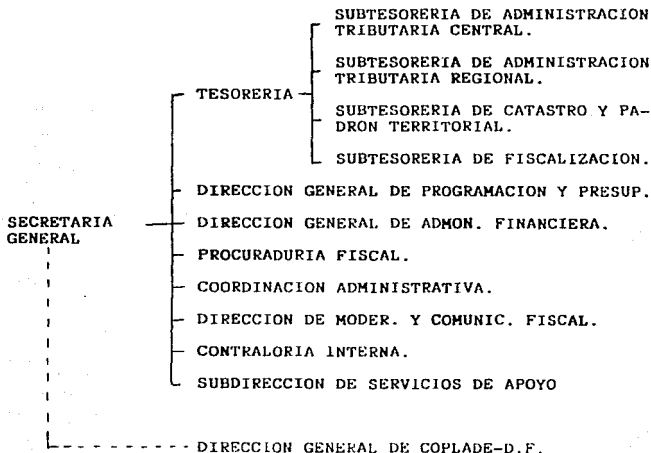 SUBTESORERIA DE ADMINISTRACION
TRIBUTARIA CENTRAL.
SUBTESORERIA DE ADMINISTRACION
TRIBUTARIA REGIONAL.
TESORERIA
SUBTESORERIA DE CATASTRO Y PA-
DRON TERRITORIAL.
SUBTESORERIA DE FISCALIZACION.
DIRECCION GENERAL DE PROGRAMACION Y PRESUP.
SECRETARIA
GENERAL
DIRECCION GENERAL DE ADMON. FINANCIERA.
PROCURADURIA FISCAL.
COORDINACION ADMINISTRATIVA.
DIRECCION DE MODER. Y COMUNIC. FISCAL.
CONTRALORIA INTERNA.
SUBDIRECCION DE SERVICIOS DE APOYO
DIRECCION GENERAL DE COPLADE-D.F.